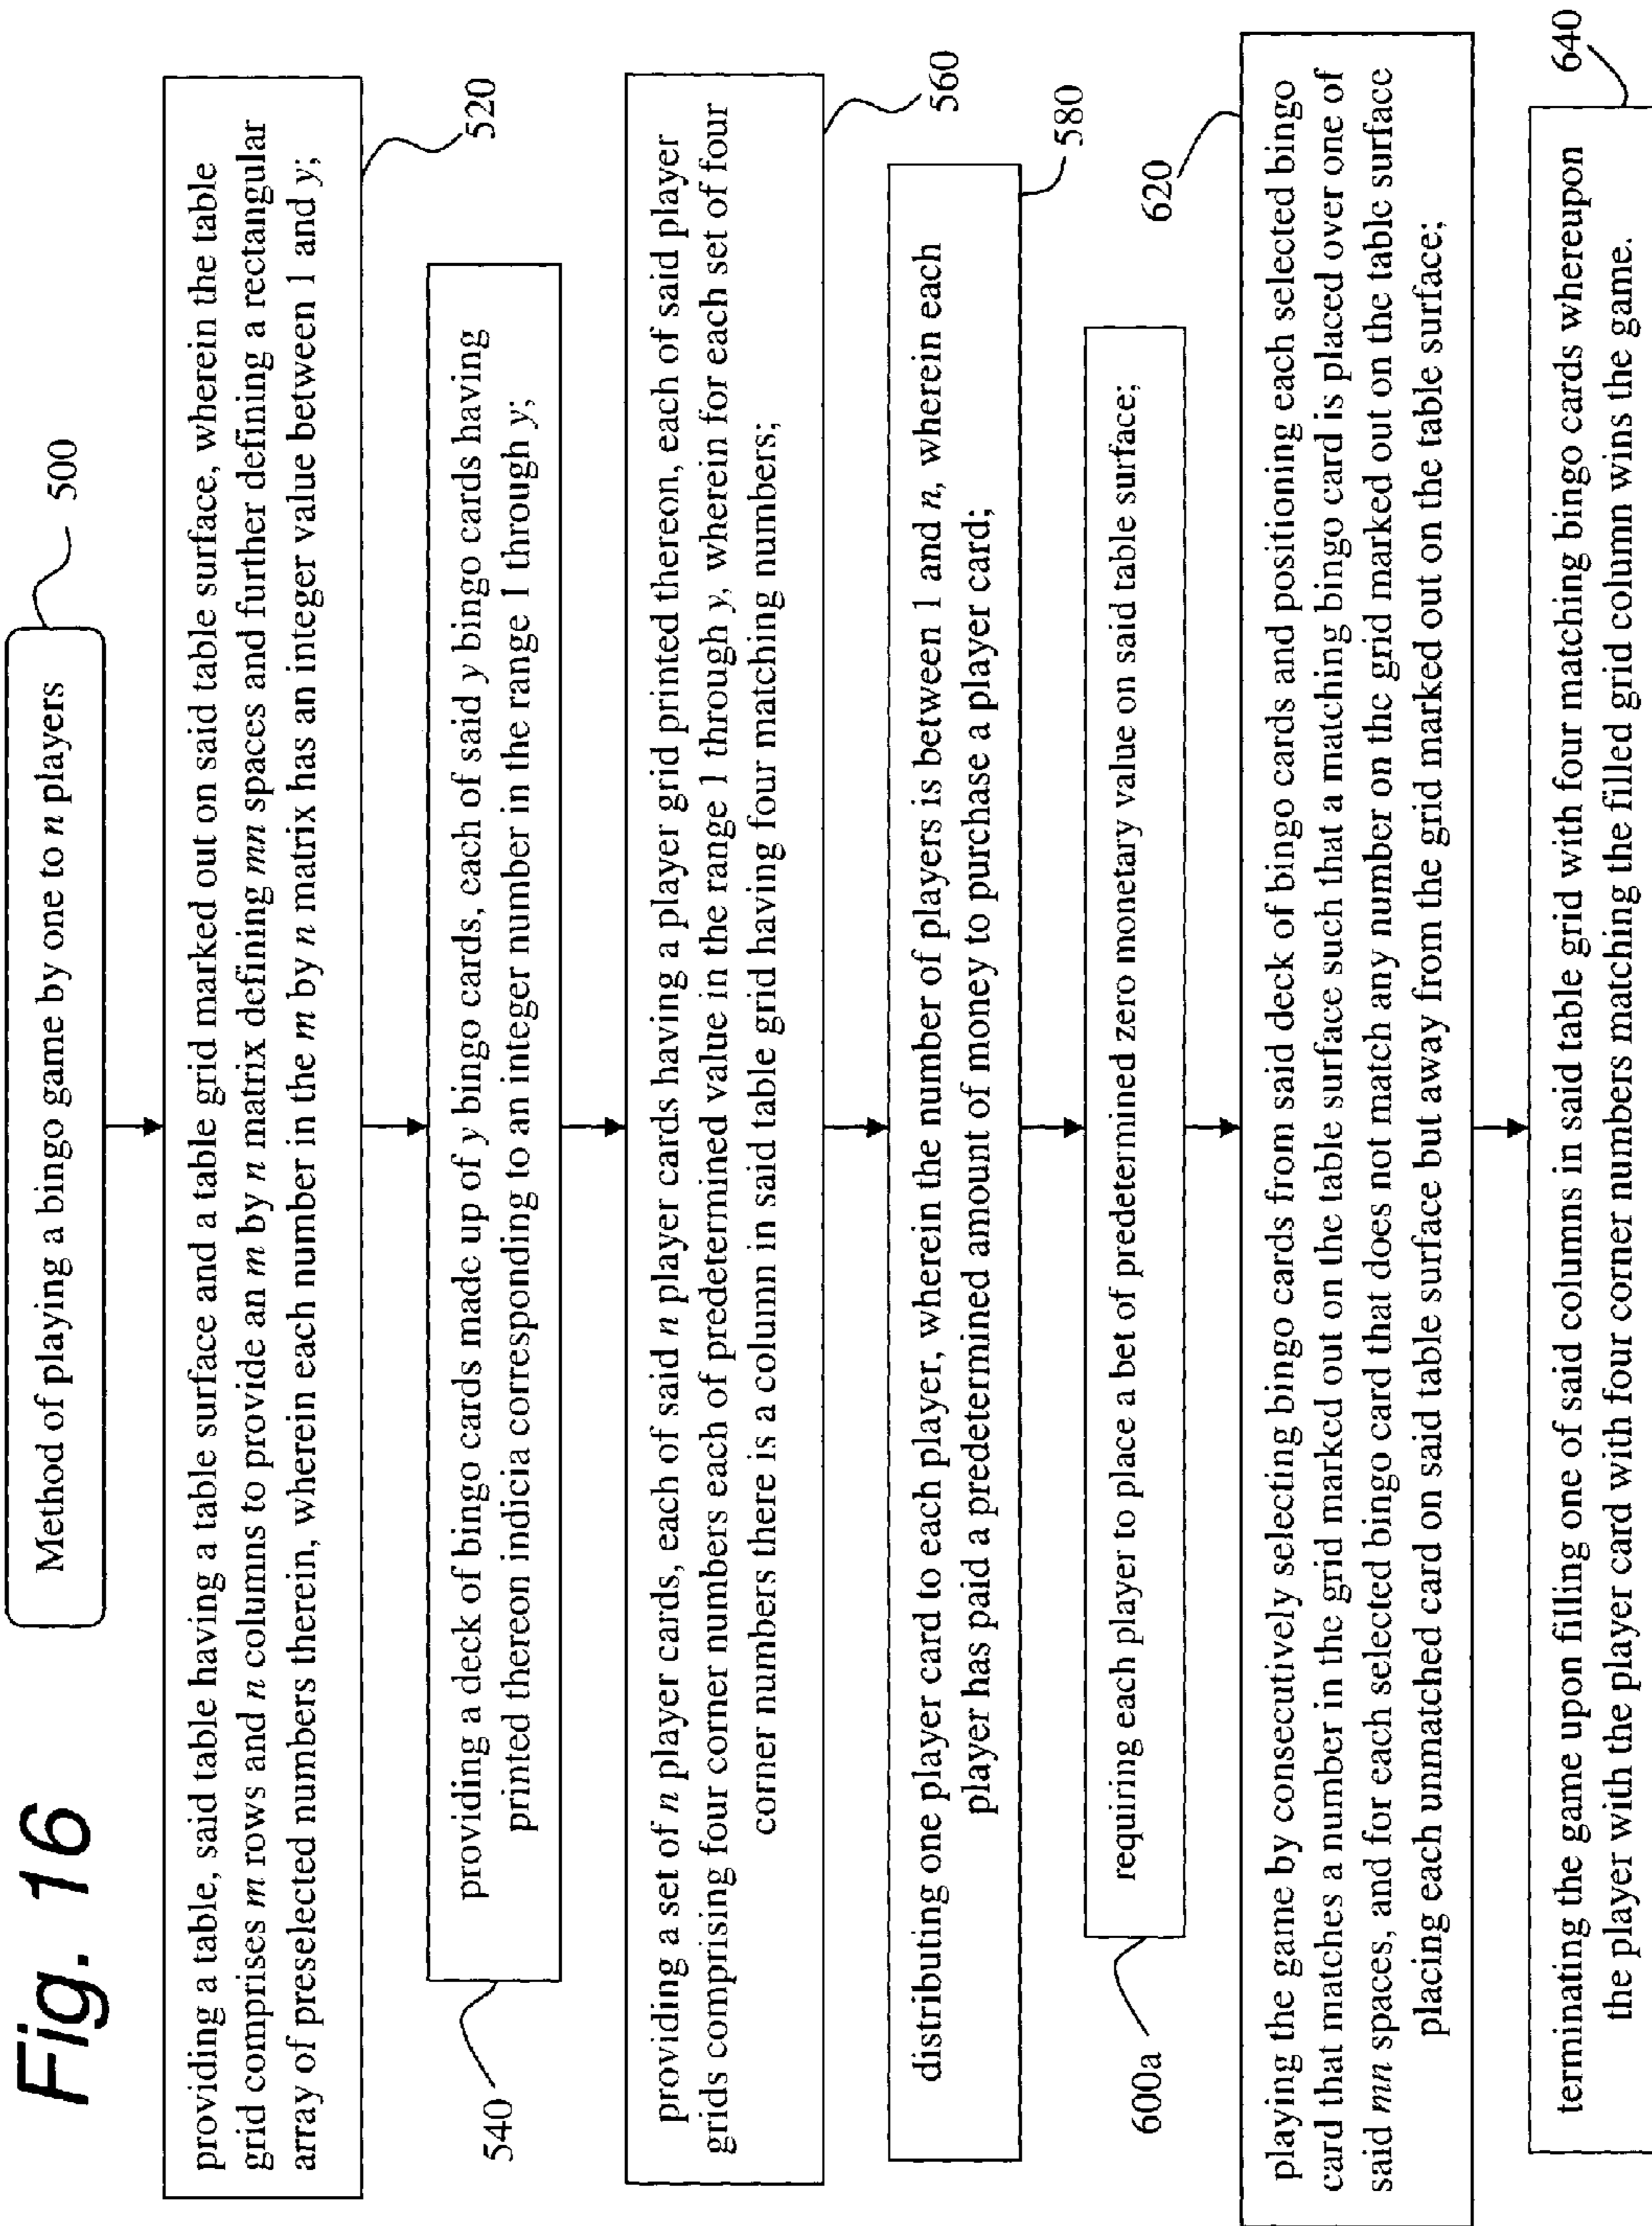 Fig. 16
Method of playing a bingo game by one to n players
500
providing a table, said table having a table surface and a table grid marked out on said table surface, wherein the table
grid comprises m rows and n columns to provide an m by n matrix defining mn spaces and further defining a rectangular
array of preselected numbers therein, wherein each number in the m by n matrix has an integer value between 1 and y;
520
providing a deck of bingo cards made up of y bingo cards, each of said y bingo cards having
printed thereon indicia corresponding to an integer number in the range 1 through y;
540
providing a set of n player cards, each of said n player cards having a player grid printed thereon, each of said player
grids comprising four corner numbers each of predetermined value in the range 1 through y, wherein for each set of four
corner numbers there is a column in said table grid having four matching numbers;
560
distributing one player card to each player, wherein the number of players is between 1 and n, wherein each
player has paid a predetermined amount of money to purchase a player card;
580
requiring each player to place a bet of predetermined zero monetary value on said table surface;
600a
playing the game by consecutively selecting bingo cards from said deck of bingo cards and positioning each selected bingo
card that matches a number in the grid marked out on the table surface such that a matching bingo card is placed over one of
said mn spaces, and for each selected bingo card that does not match any number on the grid marked out on the table surface
placing each unmatched card on said table surface but away from the grid marked out on the table surface;
620
terminating the game upon filling one of said columns in said table grid with four matching bingo cards whereupon
the player with the player card with four corner numbers matching the filled grid column wins the game.
640